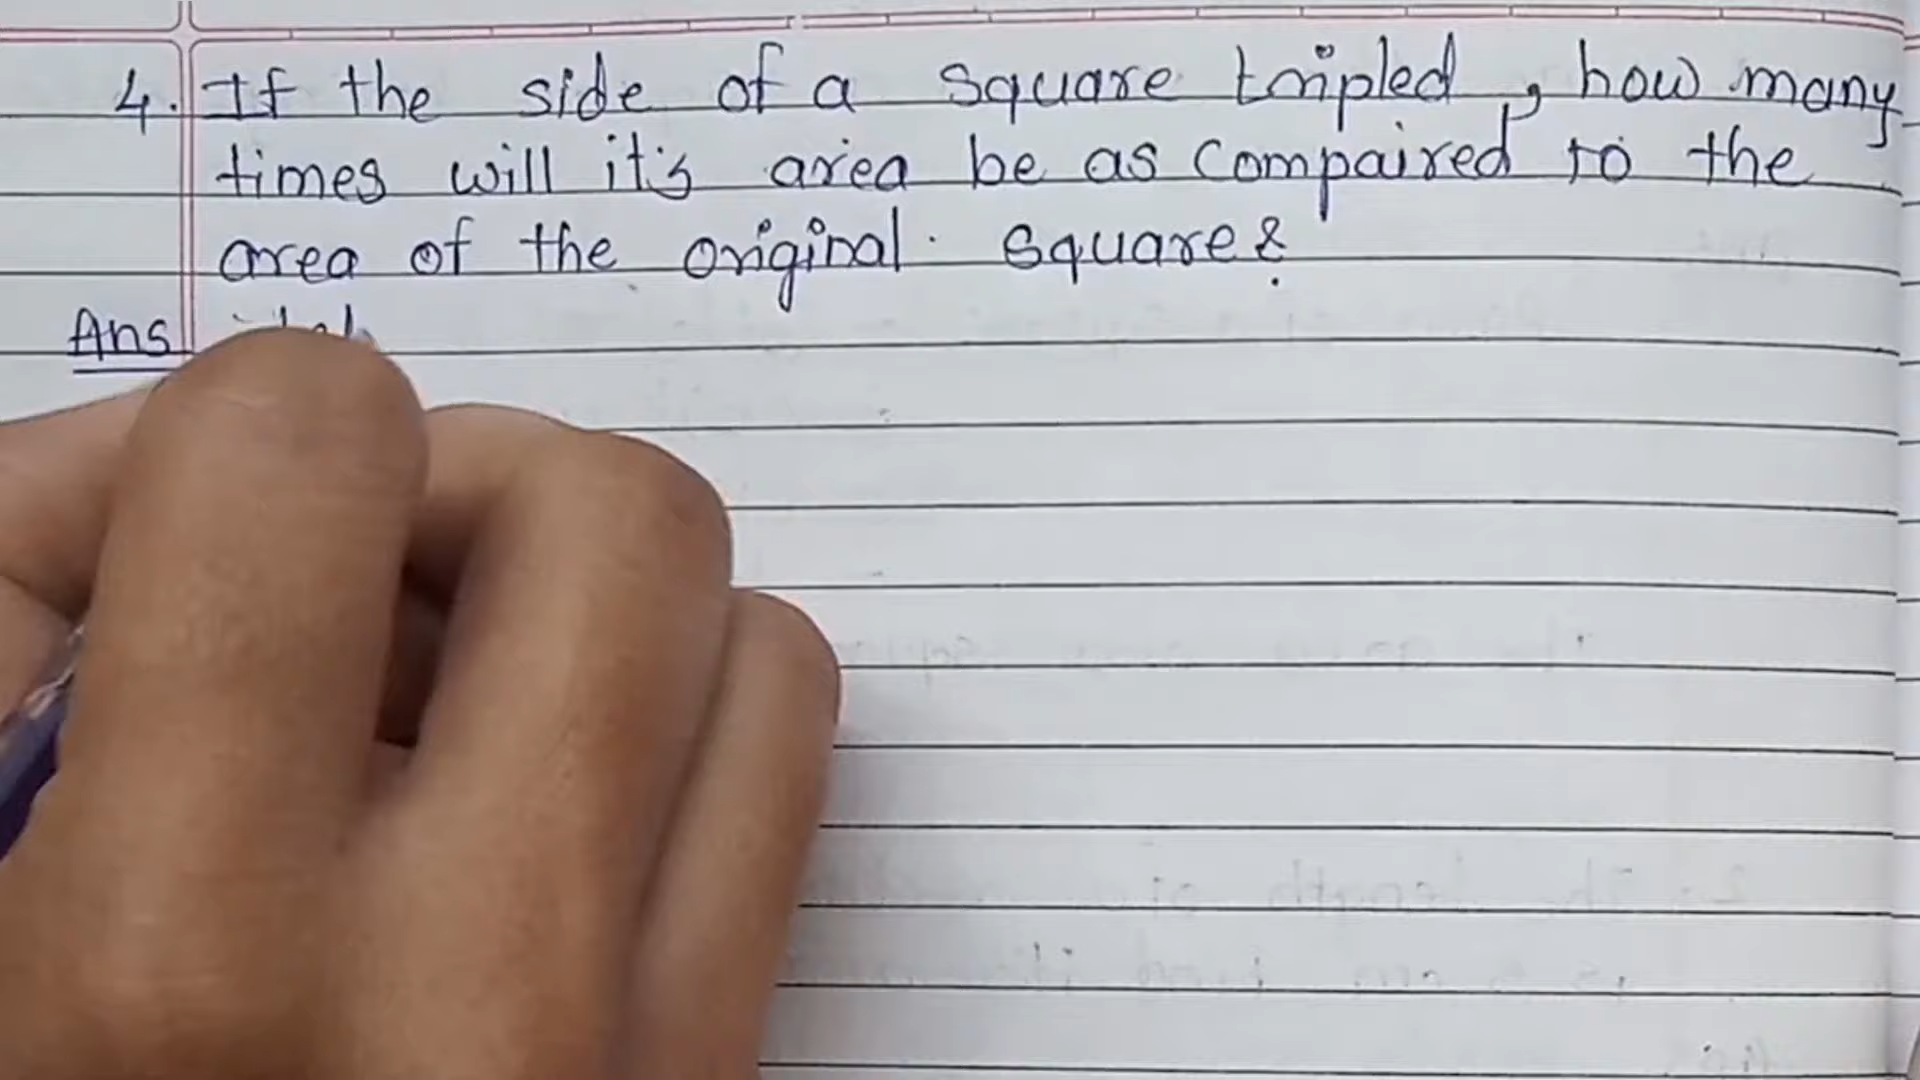 4. If the side of a square tripled, how many
times will it's area be as compaired to the
area of the original square?
Ans